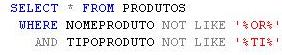 SELECT * FROM PRODUTOS
WHERE NOMEPRODUTO NOT LIKE '%OR%'
AND TIPOPRODUTO NOT LIKE '%TI%'